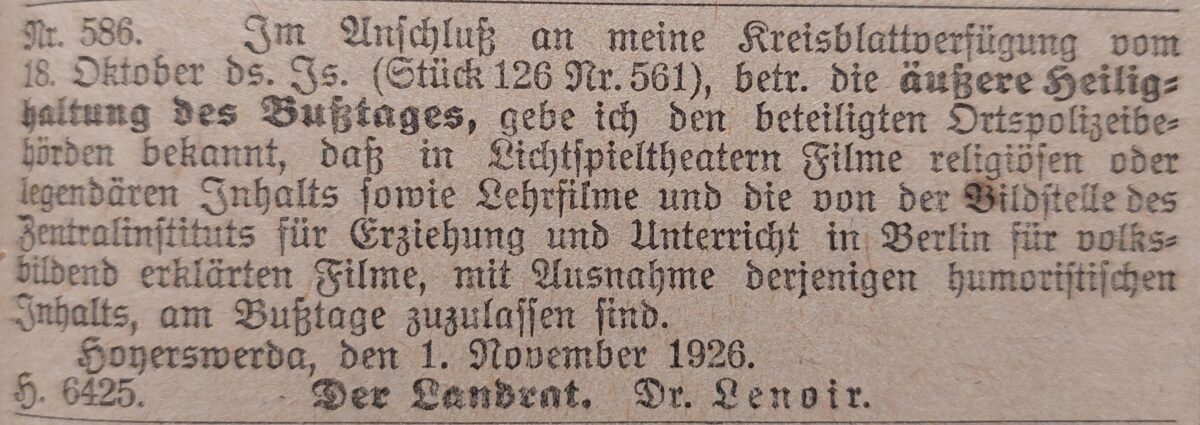 Nr. 586. Im Anschluß an meine Kreisblattverfügung vom
18. Oktober ds. Js. (Stück 126 Nr. 561), betr. die äußere Heilig-
haltung des Bußtages, gebe ich den beteiligten Ortspolizeibe-
hörden bekannt, daß in Lichtspieltheatern Filme religiösen oder
legendären Inhalts sowie Lehrfilme und die von der Bildstelle des
Zentralinstituts für Erziehung und Unterricht in Berlin für volks-
bildend erklärten Filme, mit Ausnahme derjenigen humoristischen
Inhalts, am Bußtage zuzulassen sind.
Hoyerswerda, den 1. November 1926.
H. 6425. Der Landrat. Dr. Lenoir.